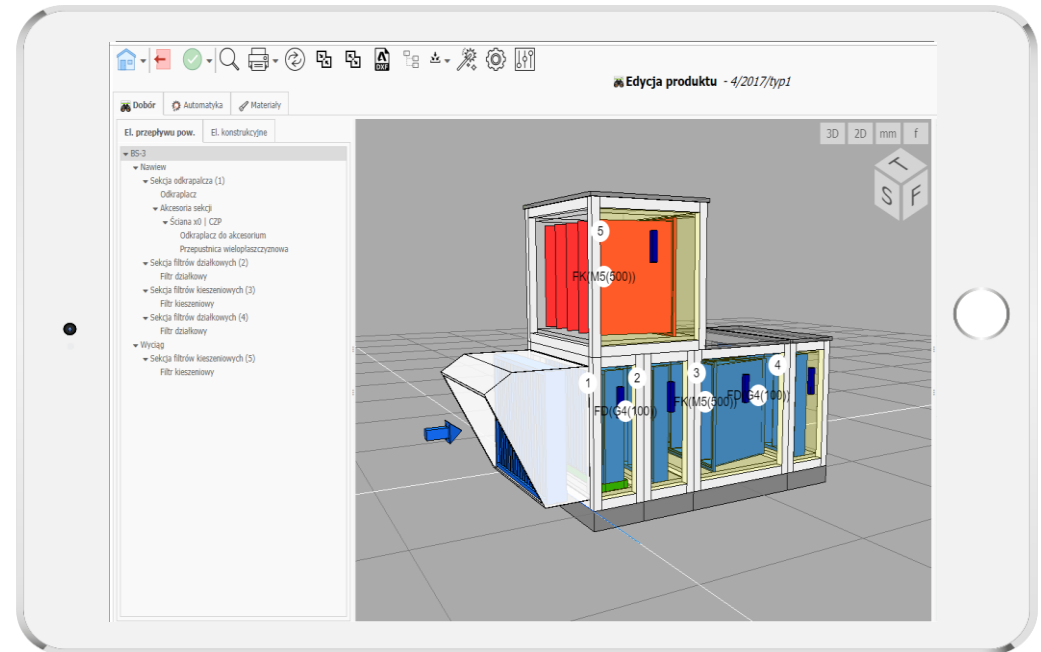 DXF
Edycja produktu - 4/2017/typ1
Dobór
Automatyka
Materiały
El. przepływu pow.
El. konstrukcyjne
3D
2D
mm
f
BS-3
Nawiew
Sekcja odkrapalcza (1)
Odkraplacz
Akcesoria sekcji
Ściana x0 | CZP
Odkraplacz do akcesorium
Przepustnica wieloplaszczyznowa
Sekcja filtrów działkowych (2)
Filtr działkowy
Sekcja filtrów kieszeniowych (3)
Filtr kieszeniowy
Sekcja filtrów działkowych (4)
Filtr działkowy
Wyciąg
Sekcja filtrów kieszeniowych (5)
Filtr kieszeniowy
T
S
F
5
FK(M5(500))
1
2
3
4
FD(G4(100))
FK(M5(500))
FD(G4(100))